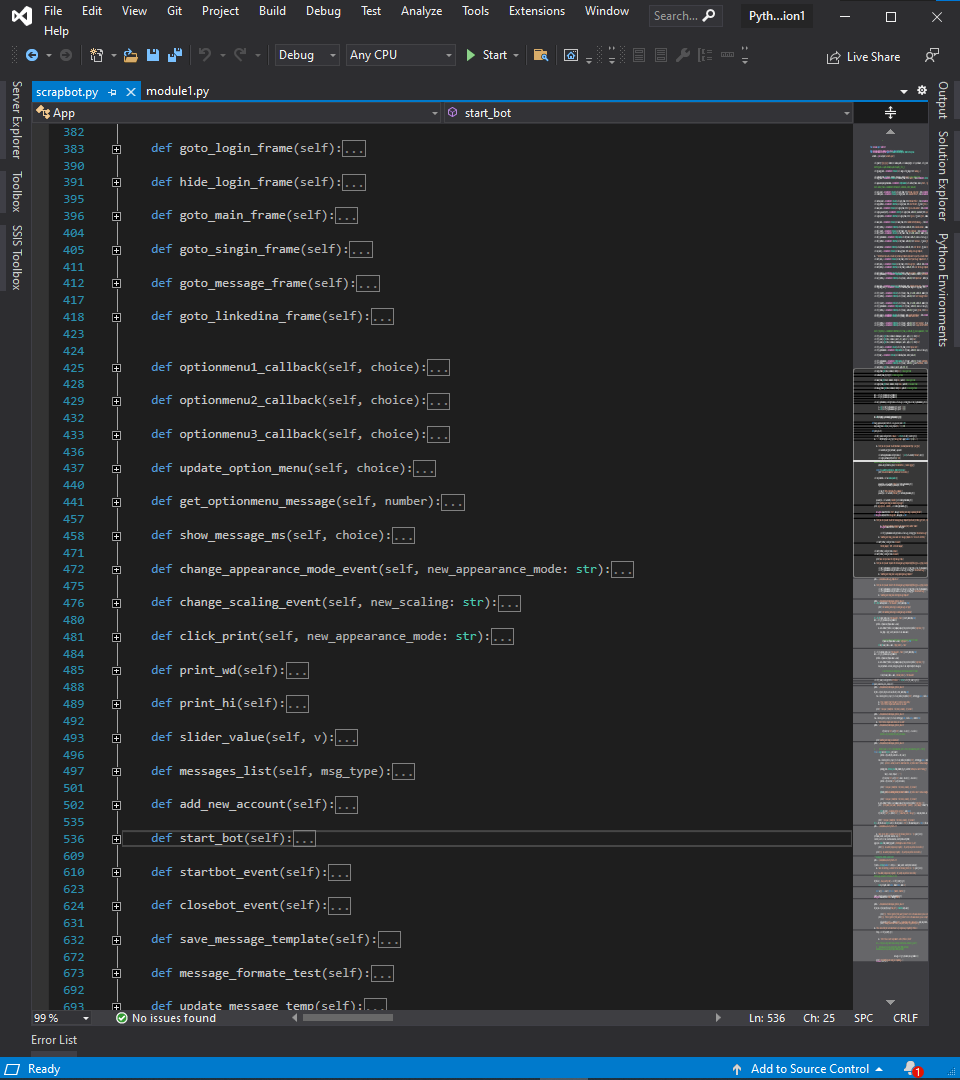 File Edit View Git Project Build Debug Test Analyze Tools Extensions Window Search... Pyth...ion1
Help
Debug Any CPU Start Live Share
scrapbot.py module1.py
App start_bot
382
383 def goto_login_frame(self):...
390
391 def hide_login_frame(self):...
395
396 def goto_main_frame(self):...
404
405 def goto_singin_frame(self):...
411
412 def goto_message_frame(self):...
417
418 def goto_linkedina_frame(self):...
423
424
425 def optionmenu1_callback(self, choice):...
428
429 def optionmenu2_callback(self, choice):...
432
433 def optionmenu3_callback(self, choice):...
436
437 def update_option_menu(self, choice):...
440
441 def get_optionmenu_message(self, number):...
457
458 def show_message_ms(self, choice):...
471
472 def change_appearance_mode_event(self, new_appearance_mode: str):...
475
476 def change_scaling_event(self, new_scaling: str):...
480
481 def click_print(self, new_appearance_mode: str):...
484
485 def print_wd(self):...
488
489 def print_hi(self):...
492
493 def slider_value(self, v):...
496
497 def messages_list(self, msg_type):...
501
502 def add_new_account(self):...
535
536 def start_bot(self):...
609
610 def startbot_event(self):...
623
624 def closebot_event(self):...
631
632 def save_message_template(self):...
672
673 def message_formate_test(self):...
692
693 def update_message_temp(self):...
99 % No issues found Ln: 536 Ch: 25 SPC CRLF
Error List
Ready Add to Source Control 1
Server Explorer
Toolbox
SSIS Toolbox
Output
Solution Explorer
Python Environments